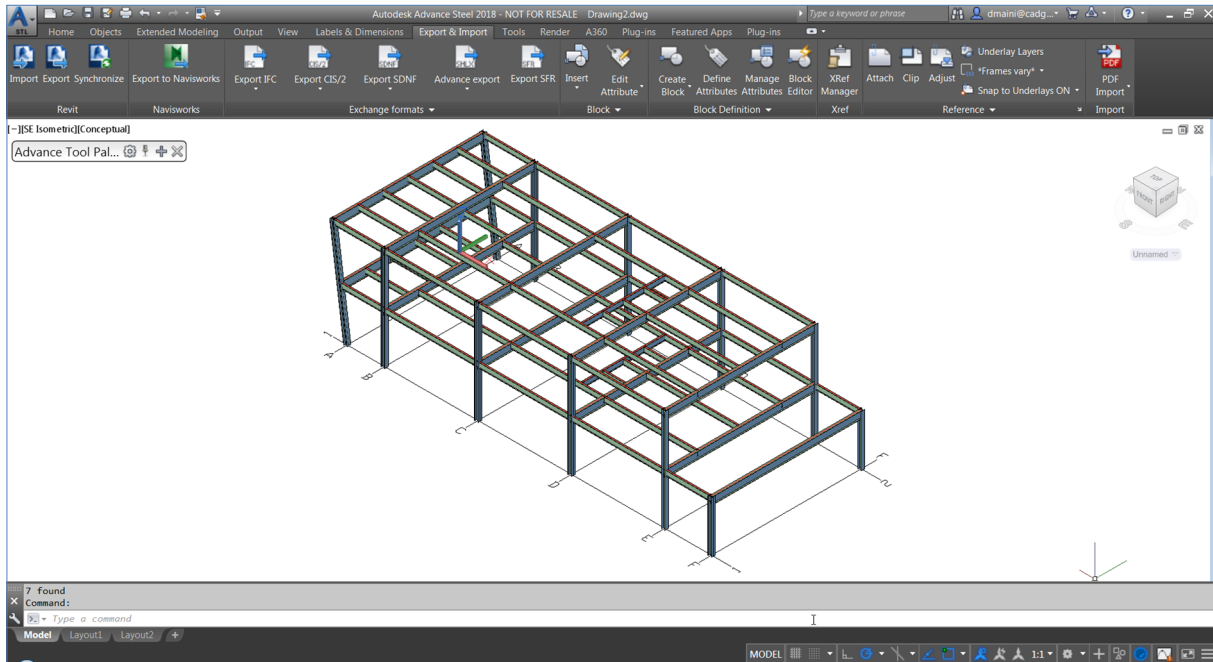 Autodesk Advance Steel 2018 - NOT FOR RESALE Drawing2.dwg
Type a keyword or phrase
dmaini@cadg...
STL
Home Objects Extended Modeling Output View Labels & Dimensions Export & Import Tools Render A360 Plug-ins Featured Apps Plug-ins
Import Export Synchronize
Export to Navisworks
Export IFC Export CIS/2 Export SDNF Advance export Export SFR
Insert Edit Attribute
Create Block Define Attributes Manage Attributes Block Editor
XRef Manager
Attach Clip Adjust
Underlay Layers
*Frames vary*
Snap to Underlays ON
PDF
PDF Import
Revit Navisworks Exchange formats Block Block Definition Xref Reference Import
[−][SE Isometric][Conceptual]
Advance Tool Pal...
TOP
FRONT RIGHT
Unnamed
1
A
B
C
D
E
F
1
F
2
7 found
Command:
Type a command
Model Layout1 Layout2 +
MODEL 1:1